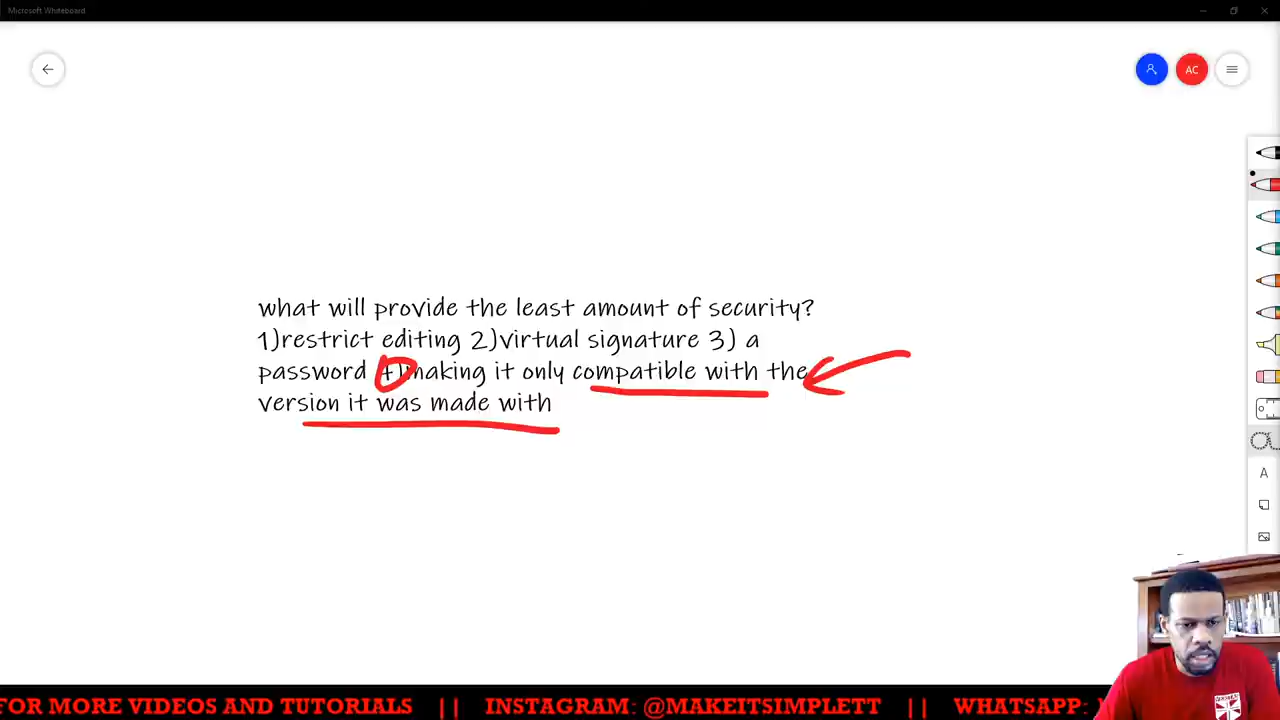 Microsoft Whiteboard
AC
what will provide the least amount of security?
1)restrict editing 2)virtual signature 3) a
password 4)making it only compatible with the
version it was made with
A
FOR MORE VIDEOS AND TUTORIALS || INSTAGRAM: @MAKEITSIMPLETT || WHATSAPP: